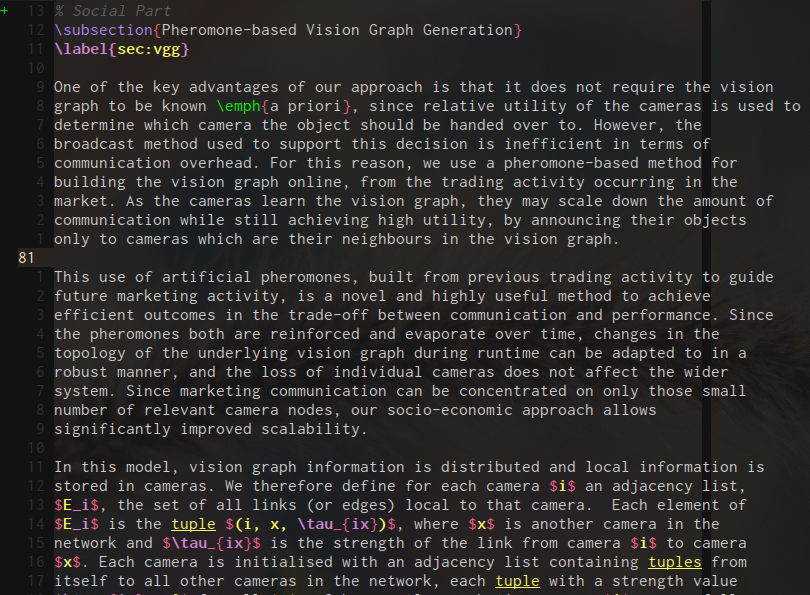 + 13 % Social Part
12 \subsection{Pheromone-based Vision Graph Generation}
11 \label{sec:vgg}
10
9 One of the key advantages of our approach is that it does not require the vision
8 graph to be known \emph{a priori}, since relative utility of the cameras is used to
7 determine which camera the object should be handed over to. However, the
6 broadcast method used to support this decision is inefficient in terms of
5 communication overhead. For this reason, we use a pheromone-based method for
4 building the vision graph online, from the trading activity occurring in the
3 market. As the cameras learn the vision graph, they may scale down the amount of
2 communication while still achieving high utility, by announcing their objects
1 only to cameras which are their neighbours in the vision graph.
81
1 This use of artificial pheromones, built from previous trading activity to guide
2 future marketing activity, is a novel and highly useful method to achieve
3 efficient outcomes in the trade-off between communication and performance. Since
4 the pheromones both are reinforced and evaporate over time, changes in the
5 topology of the underlying vision graph during runtime can be adapted to in a
6 robust manner, and the loss of individual cameras does not affect the wider
7 system. Since marketing communication can be concentrated on only those small
8 number of relevant camera nodes, our socio-economic approach allows
9 significantly improved scalability.
10
11 In this model, vision graph information is distributed and local information is
12 stored in cameras. We therefore define for each camera $i$ an adjacency list,
13 $E_i$, the set of all links (or edges) local to that camera.  Each element of
14 $E_i$ is the tuple $(i, x, \tau_{ix})$, where $x$ is another camera in the
15 network and $\tau_{ix}$ is the strength of the link from camera $i$ to camera
16 $x$. Each camera is initialised with an adjacency list containing tuples from
17 itself to all other cameras in the network, each tuple with a strength value